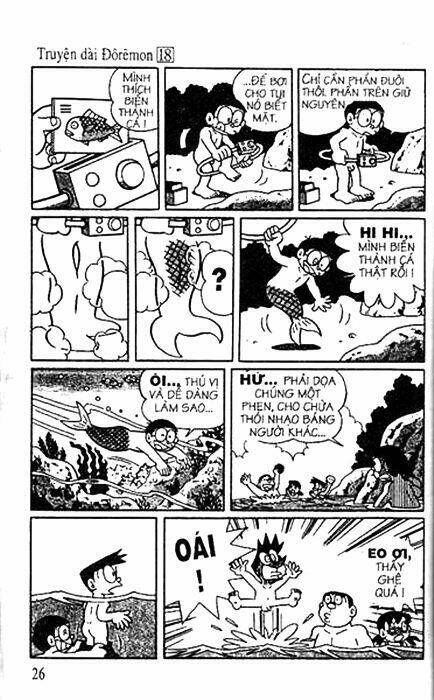 Truyện dài Đôrêmon 18
MÌNH
THÍCH
BIẾN
THÀNH
CÁ !
...ĐỂ BƠI
CHO TỤI
NÓ BIẾT
MẶT.
CHỈ CẦN PHẦN ĐUÔI
THÔI. PHẦN TRÊN GIỮ
NGUYÊN.
?
HI HI...
MÌNH BIẾN
THÀNH CÁ
THẬT RỒI !
ÔI... THÚ VỊ
VÀ DỄ DÀNG
LÀM SAO...
HỪ... PHẢI DỌA
CHÚNG MỘT
PHEN, CHO CHỪA
THÓI NHẠO BÁNG
NGƯỜI KHÁC...
OÁI
!
EO ƠI,
THẤY
GHÊ
QUÁ !
26